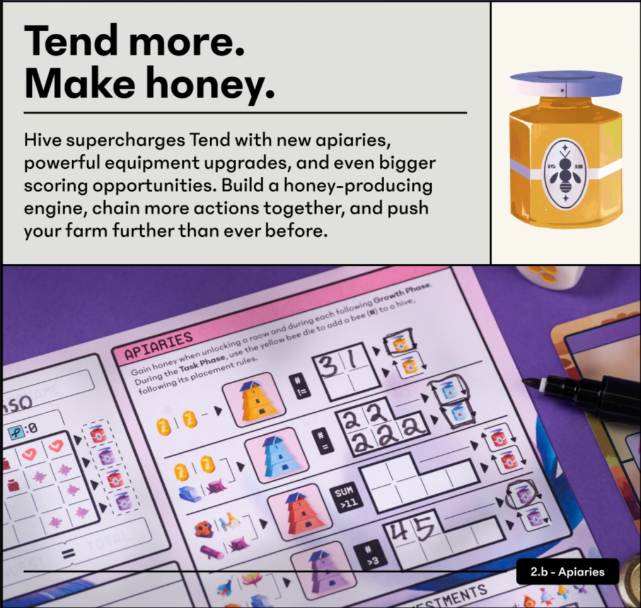 Tend more.
Make honey.
Hive supercharges Tend with new apiaries,
powerful equipment upgrades, and even bigger
scoring opportunities. Build a honey-producing
engine, chain more actions together, and push
your farm further than ever before.
APIARIES
Gain honey when unlocking a raow and during each following Growth Phase.
During the Task Phase, use the yellow bee die to add a bee (■) to a hive,
following its placement rules.
:0
≠
3 1
=
2 2
2 2 2
SUM
>11
>3
4 5
= TOTAL
2.b - Apiaries